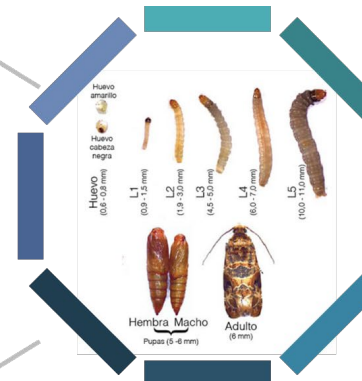 Huevo
amarillo
Huevo
cabeza
negra
Huevo
(0,6 - 0,8 mm)
L1
(0,9 - 1,5 mm)
L2
(1,9 - 3,0 mm)
L3
(4,5 - 5,0 mm)
L4
(6,0 - 7,0 mm)
L5
(10,0 - 11,0 mm)
Hembra Macho
Pupas (5 -6 mm)
Adulto
(6 mm)